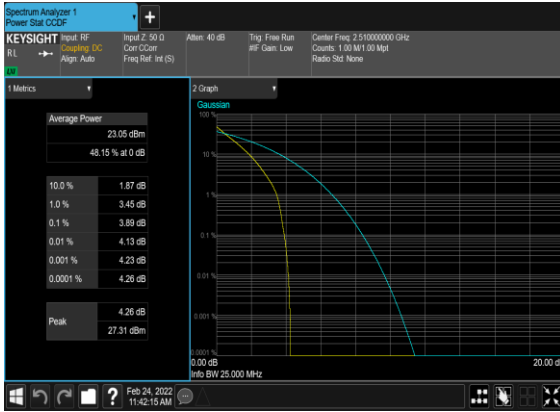 Spectrum Analyzer 1
Power Stat CCDF
KEYSIGHT
RL
Input: RF
Coupling: DC
Align: Auto
Input Z: 50 Ω
Corr CCorr
Freq Ref: Int (S)
Atten: 40 dB
Trig: Free Run
#IF Gain: Low
Center Freq: 2.510000000 GHz
Counts: 1.00 M/1.00 Mpt
Radio Std: None
1 Metrics
Average Power
23.05 dBm
48.15 % at 0 dB
10.0 % 1.87 dB
1.0 % 3.45 dB
0.1 % 3.89 dB
0.01 % 4.13 dB
0.001 % 4.23 dB
0.0001 % 4.26 dB
Peak
4.26 dB
27.31 dBm
2 Graph
Gaussian
100 %
10 %
1 %
0.1 %
0.01 %
0.001 %
0.0001 %
0.00 dB
20.00 d
Info BW 25.000 MHz
?
Feb 24, 2022
11:42:15 AM